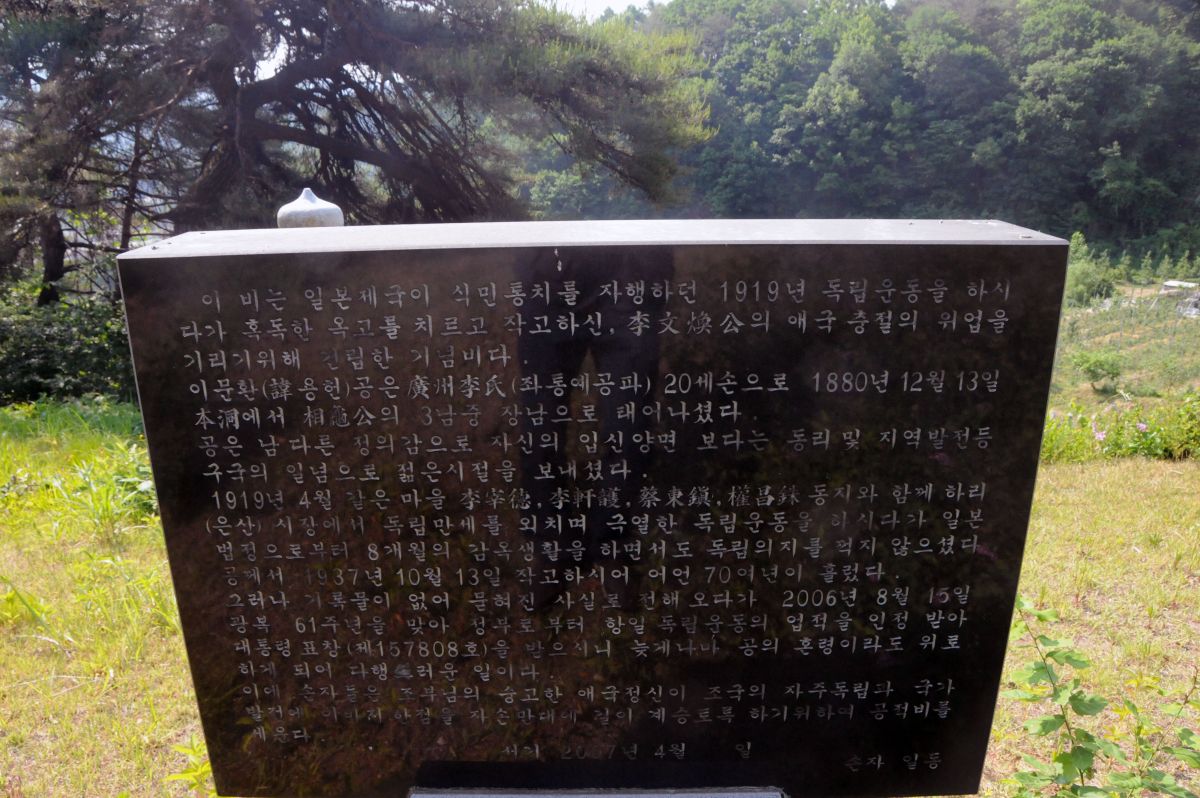 이 비는 일본제국이 식민통치를 자행하던 1919년 독립운동을 하시
다가 혹독한 옥고를 치르고 작고하신, 李文煥公의 애국충절의 위업을
기리기위해 건립한 기념비다.
이문환(諱용헌)공은 廣州李氏(좌통예공파) 20세손으로 1880년 12월 13일
本洞에서 相龜公의 3남중 장남으로 태어나셨다.
공은 남다른 정의감으로 자신의 입신양면 보다는 동리및 지역발전등
구국의 일념으로 젊은시절을 보내셨다.
1919년 4월 같은 마을 李宰德, 李軒護, 蔡東鎭, 權昌 동지와 함께 하리
(은산)시장에서 독립만세를 외치며 극열한 독립운동을 하시다가 일본
법정으로부터 8개월의 감옥생활을 하면서도 독립의지를 꺽지 않으셨다
공께서 1937년 10월 13일 작고하시어 어언 70여년이 흘렀다.
그러나 기록물이 없어 묻혀진 사실로 전해 오다가 2006년 8월 15일
광복 61주년을 맞아 정부로부터 항일 독립운동의 업적을 인정 받아
대통령표창(제157808호)을 받으시니 늦게나마 공의 혼령이라도 위로
하게 되어 다행스러운 일이다.
이에 손자들은 조부님의 숭고한 애국정신이 조국의 자주독립과 국가
발전에 자손만대에 길이 계승토록 하기위하여 공적비를
세운다.
서기 2007년 4월 일
손자 일동